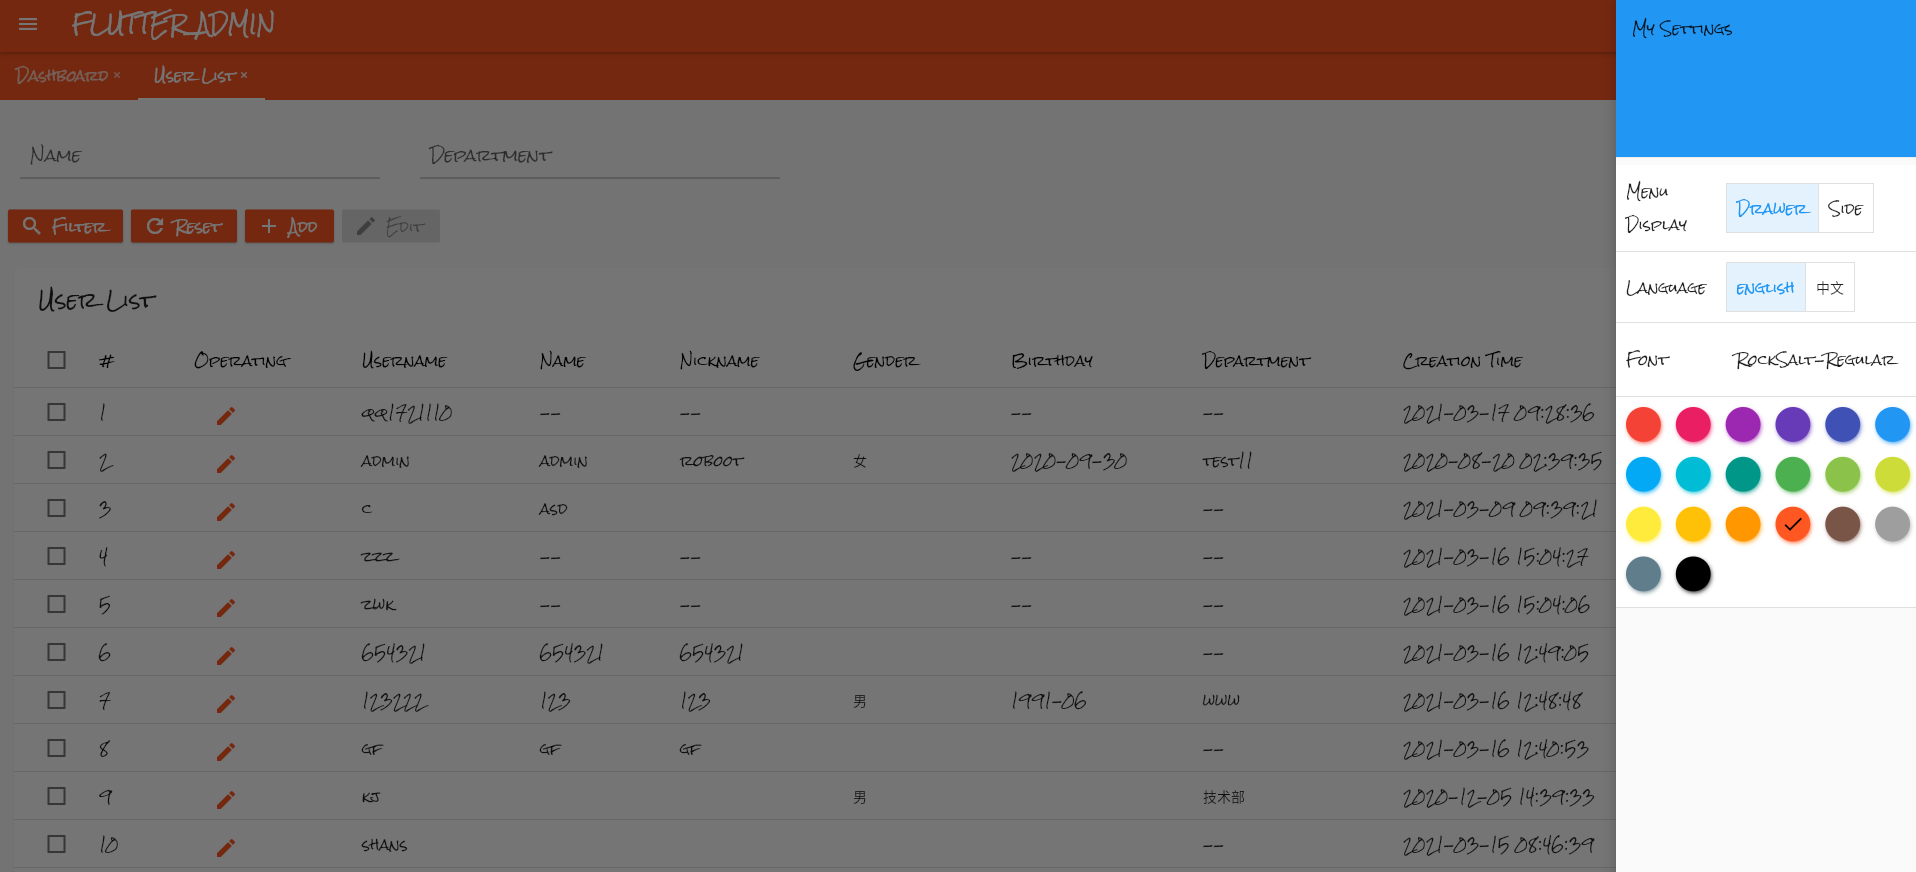 FLUTTER_ADMIN
My Settings
Dashboard ×
User List ×
Name
Department
Filter
Reset
Add
Edit
Menu Display
Drawer
Side
Language
English
中文
Font
RockSalt-Regular
User List
# Operating Username Name Nickname Gender Birthday Department Creation Time
1 qq1721110 -- -- -- -- 2021-03-17 09:28:36
2 admin admin roboot 女 2020-09-30 test11 2020-08-20 02:39:35
3 c asd -- 2021-03-09 09:39:21
4 zzz -- -- -- -- 2021-03-16 15:04:27
5 zwk -- -- -- -- 2021-03-16 15:04:06
6 654321 654321 654321 -- 2021-03-16 12:49:05
7 123222 123 123 男 1991-06 www 2021-03-16 12:48:48
8 gf gf gf -- 2021-03-16 12:40:53
9 kj 男 技术部 2020-12-05 14:39:33
10 shans -- 2021-03-15 08:46:39